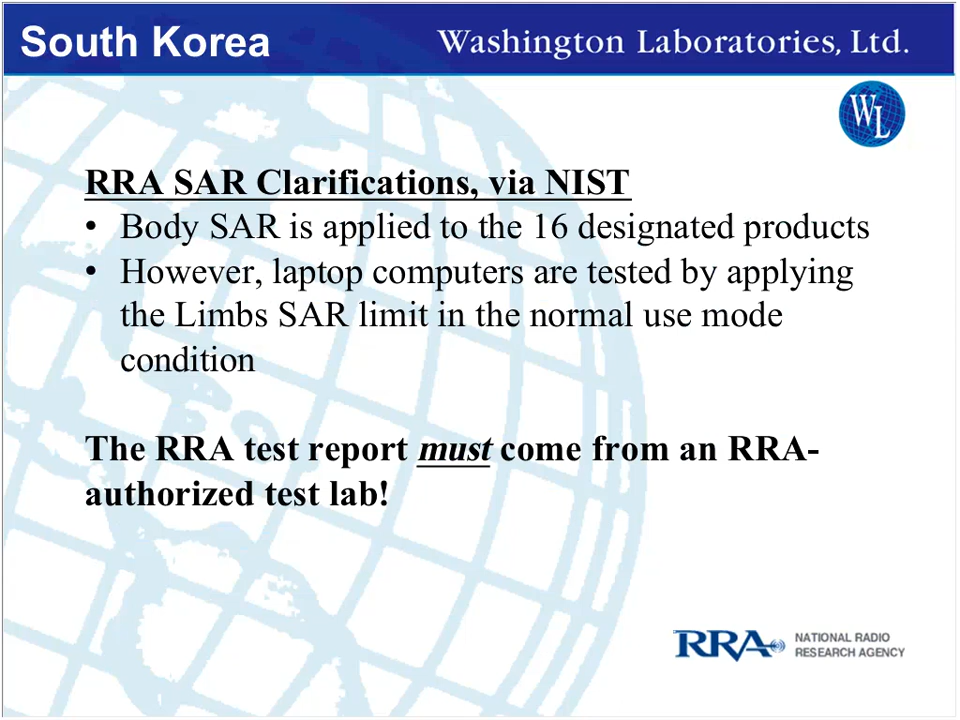 South Korea
Washington Laboratories, Ltd.
WL
RRA SAR Clarifications, via NIST
• Body SAR is applied to the 16 designated products
• However, laptop computers are tested by applying
the Limbs SAR limit in the normal use mode
condition
The RRA test report must come from an RRA-
authorized test lab!
RRA NATIONAL RADIO
RESEARCH AGENCY